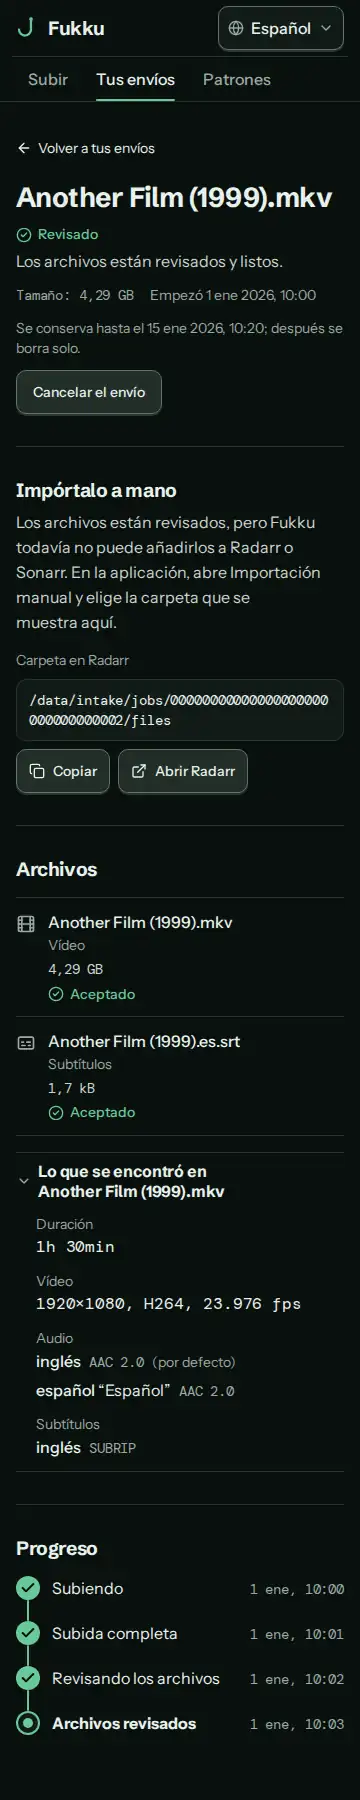 Fukku
Español
Subir
Tus envíos
Patrones
Volver a tus envíos
Another Film (1999).mkv
Revisado
Los archivos están revisados y listos.
Tamaño: 4,29 GB Empezó 1 ene 2026, 10:00
Se conserva hasta el 15 ene 2026, 10:20; después se
borra solo.
Cancelar el envío
Impórtalo a mano
Los archivos están revisados, pero Fukku
todavía no puede añadirlos a Radarr o
Sonarr. En la aplicación, abre Importación
manual y elige la carpeta que se
muestra aquí.
Carpeta en Radarr
/data/intake/jobs/00000000000000000000
000000000002/files
Copiar
Abrir Radarr
Archivos
Another Film (1999).mkv
Vídeo
4,29 GB
Aceptado
Another Film (1999).es.srt
Subtítulos
1,7 kB
Aceptado
Lo que se encontró en
Another Film (1999).mkv
Duración
1h 30min
Vídeo
1920×1080, H264, 23.976 fps
Audio
inglés AAC 2.0 (por defecto)
español “Español” AAC 2.0
Subtítulos
inglés SUBRIP
Progreso
Subiendo 1 ene, 10:00
Subida completa 1 ene, 10:01
Revisando los archivos 1 ene, 10:02
Archivos revisados 1 ene, 10:03